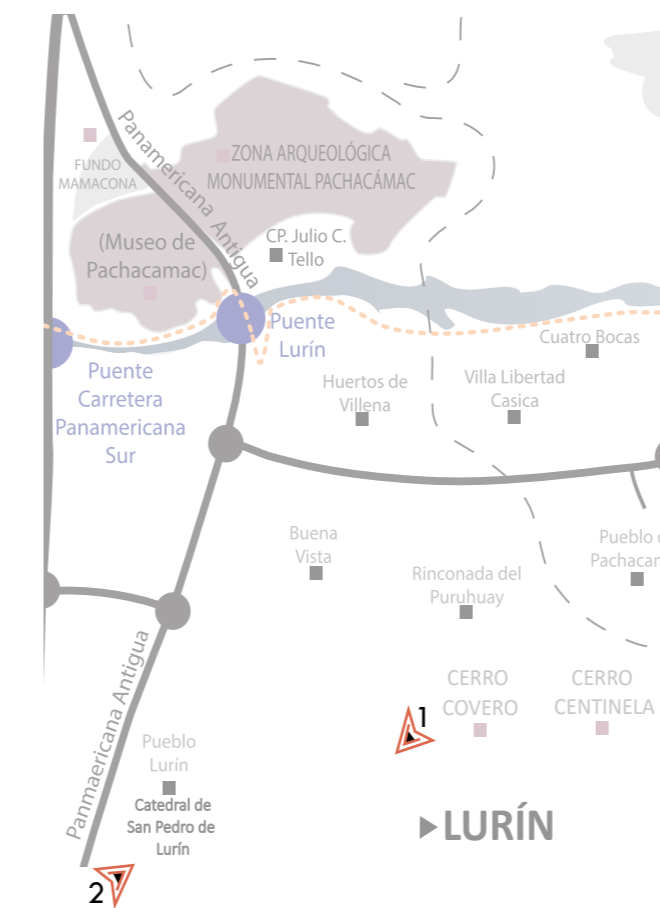 Panamericana Antigua
FUNDO
MAMACONA
ZONA ARQUEOLÓGICA
MONUMENTAL PACHACÁMAC
(Museo de
Pachacamac)
CP. Julio C.
Tello
Puente
Lurín
Cuatro Bocas
Puente
Carretera
Panamericana
Sur
Huertos de
Villena
Villa Libertad
Casica
Buena
Vista
Rinconada del
Puruhuay
Pueblo
Pachacam
CERRO
COVERO
CERRO
CENTINELA
1
Panmaericana Antigua
Pueblo
Lurín
Catedral de
San Pedro de
Lurín
LURÍN
2